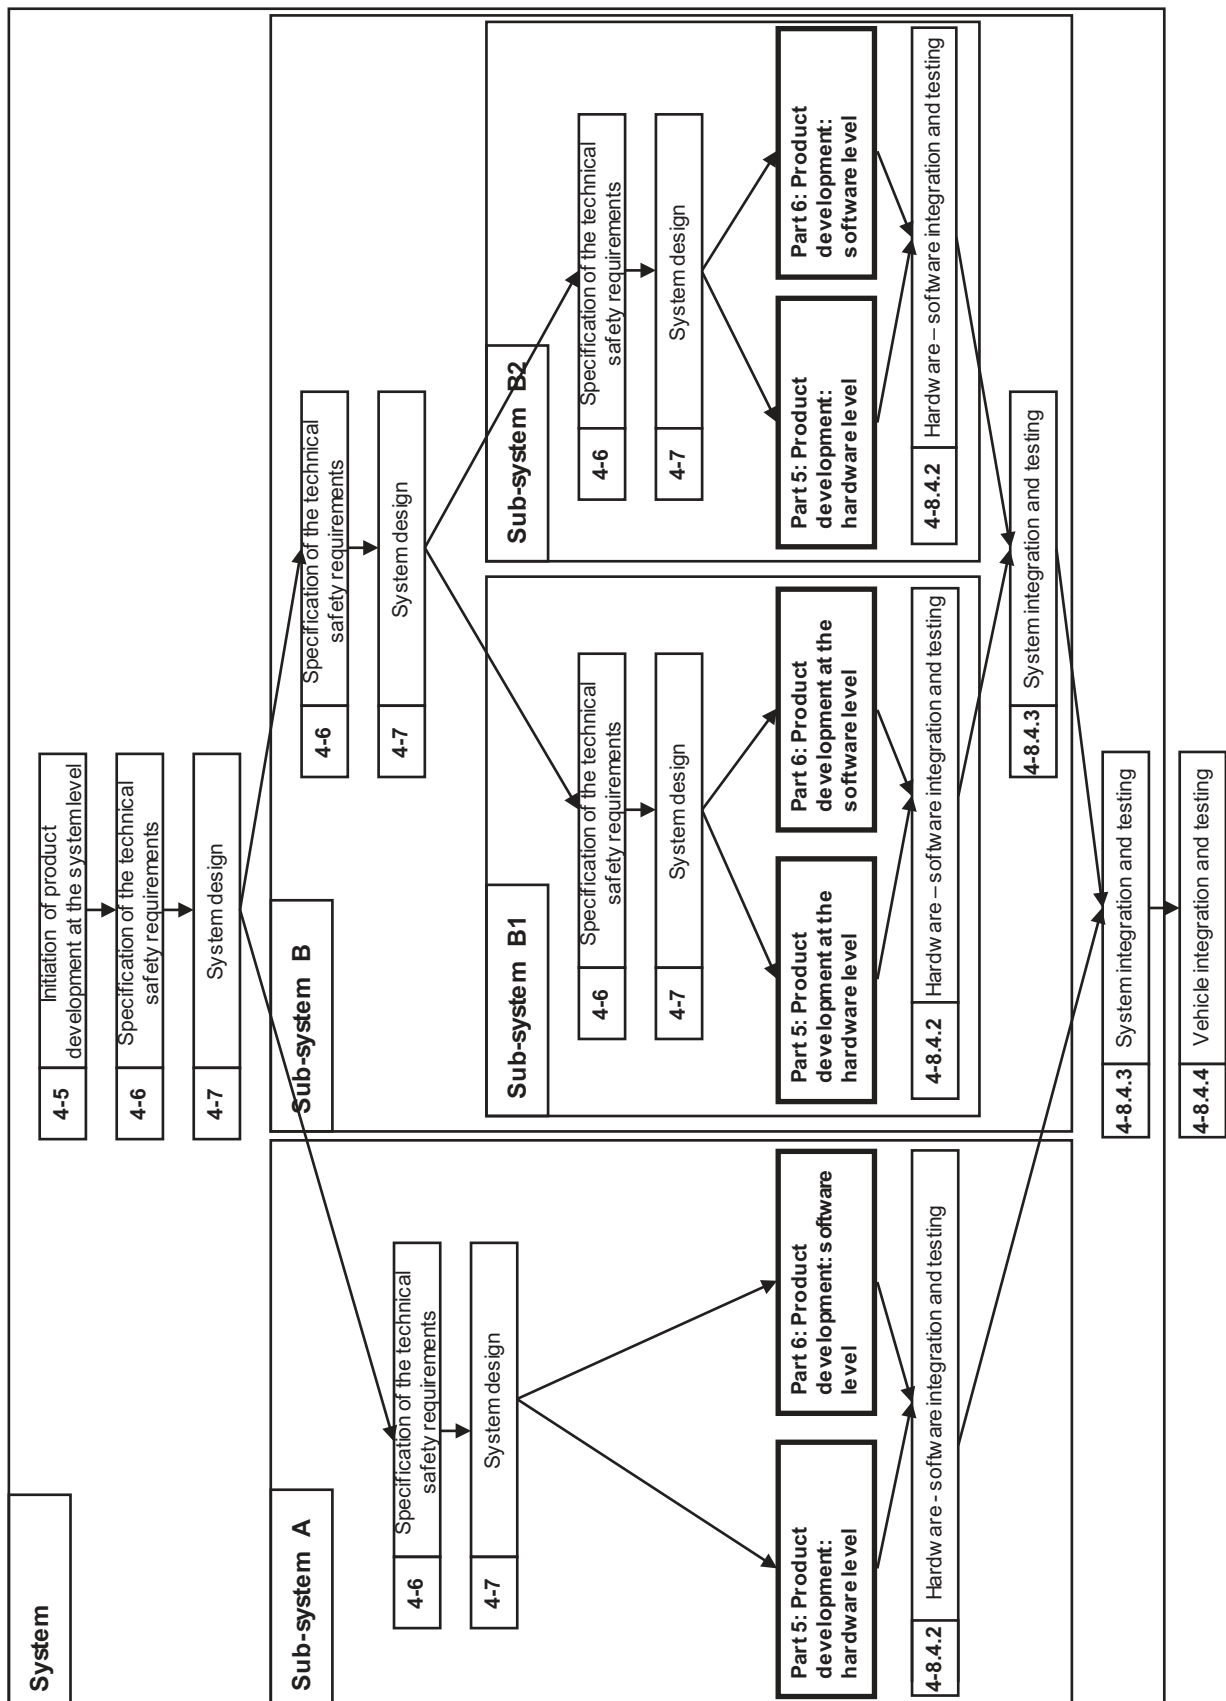 System
4-5
Initiation of product
development at the system level
4-6
Specification of the technical
safety requirements
4-7
System design
Sub-system A
4-6
Specification of the technical
safety requirements
4-7
System design
Part 5: Product
development:
hardware level
Part 6: Product
development: software
level
4-8.4.2
Hardware - software integration and testing
Sub-system B
4-6
Specification of the technical
safety requirements
4-7
System design
Sub-system B1
4-6
Specification of the technical
safety requirements
4-7
System design
Part 5: Product
development at the
hardware level
Part 6: Product
development at the
software level
4-8.4.2
Hardware – software integration and testing
Sub-system B2
4-6
Specification of the technical
safety requirements
4-7
System design
Part 5: Product
development:
hardware level
Part 6: Product
development:
software level
4-8.4.2
Hardware – software integration and testing
4-8.4.3
System integration and testing
4-8.4.3
System integration and testing
4-8.4.4
Vehicle integration and testing